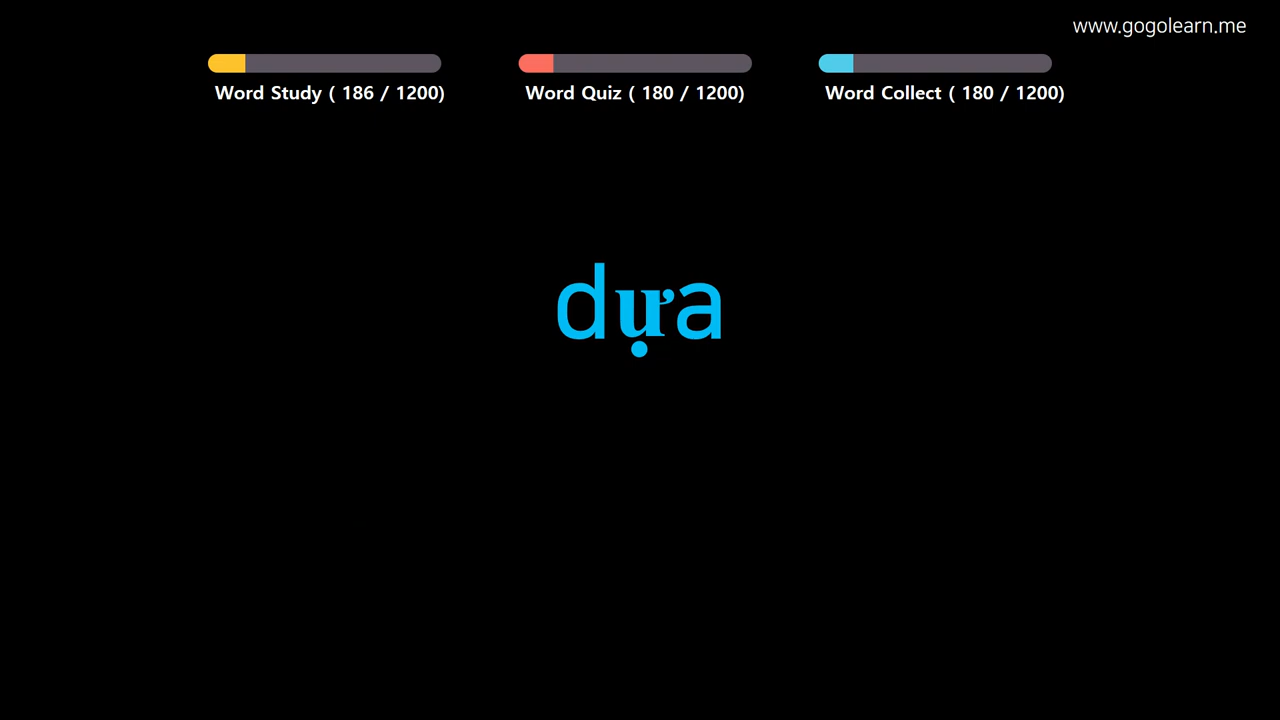 www.gogolearn.me
Word Study ( 186 / 1200)
Word Quiz ( 180 / 1200)
Word Collect ( 180 / 1200)
dựa